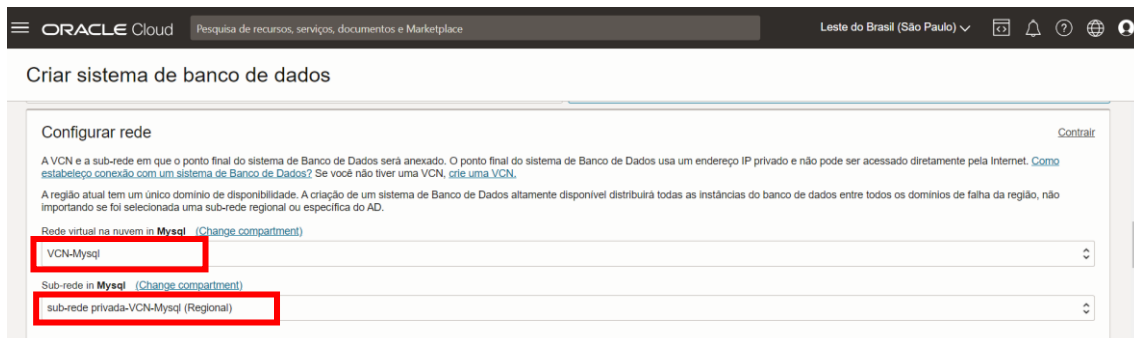 ORACLE Cloud
Pesquisa de recursos, serviços, documentos e Marketplace
Leste do Brasil (São Paulo)
Criar sistema de banco de dados
Configurar rede
Contrair
A VCN e a sub-rede em que o ponto final do sistema de Banco de Dados será anexado. O ponto final do sistema de Banco de Dados usa um endereço IP privado e não pode ser acessado diretamente pela Internet. Como
estabeleço conexão com um sistema de Banco de Dados? Se você não tiver uma VCN, crie uma VCN.
A região atual tem um único domínio de disponibilidade. A criação de um sistema de Banco de Dados altamente disponível distribuirá todas as instâncias do banco de dados entre todos os domínios de falha da região, não
importando se foi selecionada uma sub-rede regional ou específica do AD.
Rede virtual na nuvem in Mysql (Change compartment)
VCN-Mysql
Sub-rede in Mysql (Change compartment)
sub-rede privada-VCN-Mysql (Regional)